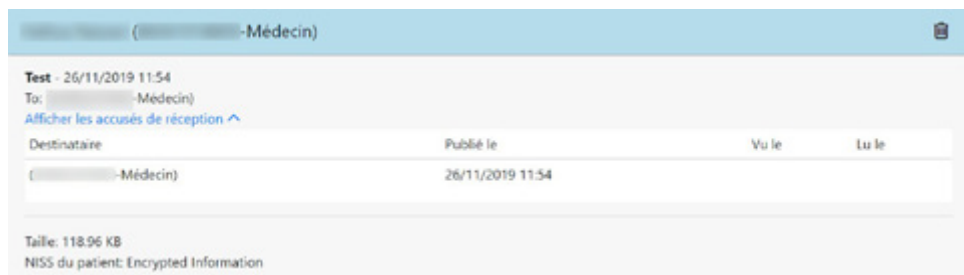 ( -Médecin)
Test - 26/11/2019 11:54
To: -Médecin)
Afficher les accusés de réception
Destinataire Publié le Vu le Lu le
( -Médecin) 26/11/2019 11:54
Taille: 118.96 KB
NISS du patient: Encrypted Information